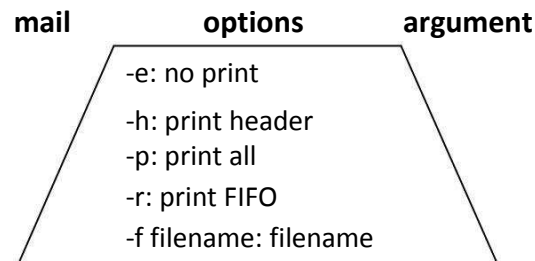 mail options argument
-e: no print
-h: print header
-p: print all
-r: print FIFO
-f filename: filename